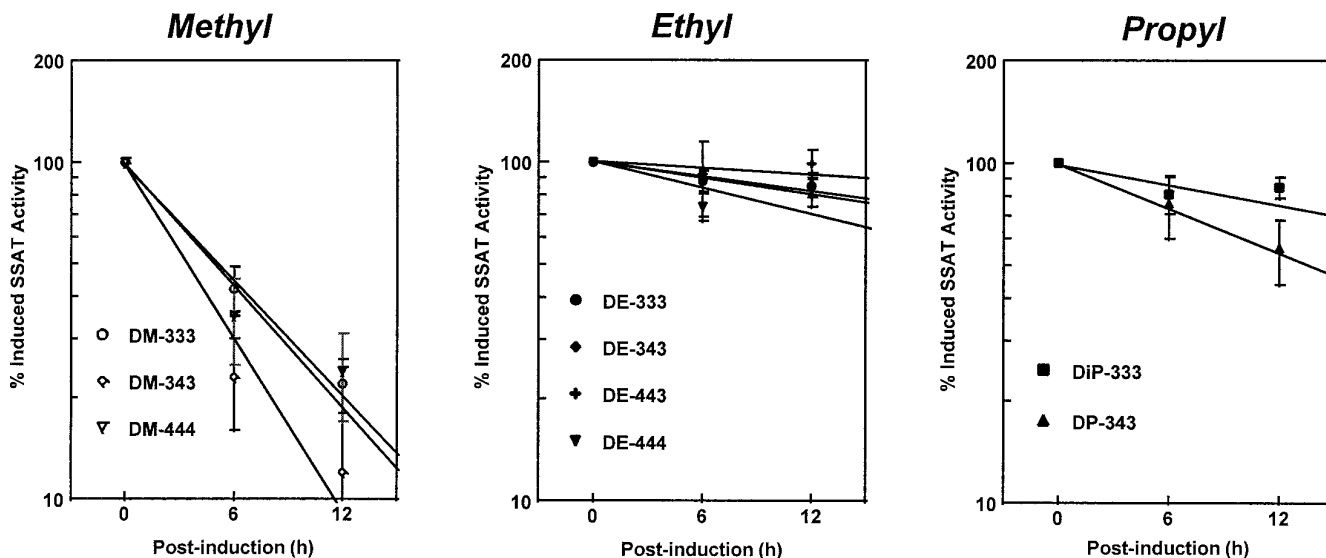 Methyl
200
100
10
% Induced SSAT Activity
DM-333
DM-343
DM-444
0 6 12
Post-induction (h)
Ethyl
200
100
10
% Induced SSAT Activity
DE-333
DE-343
DE-443
DE-444
0 6 12
Post-induction (h)
Propyl
200
100
10
% Induced SSAT Activity
DiP-333
DP-343
0 6 12
Post-induction (h)